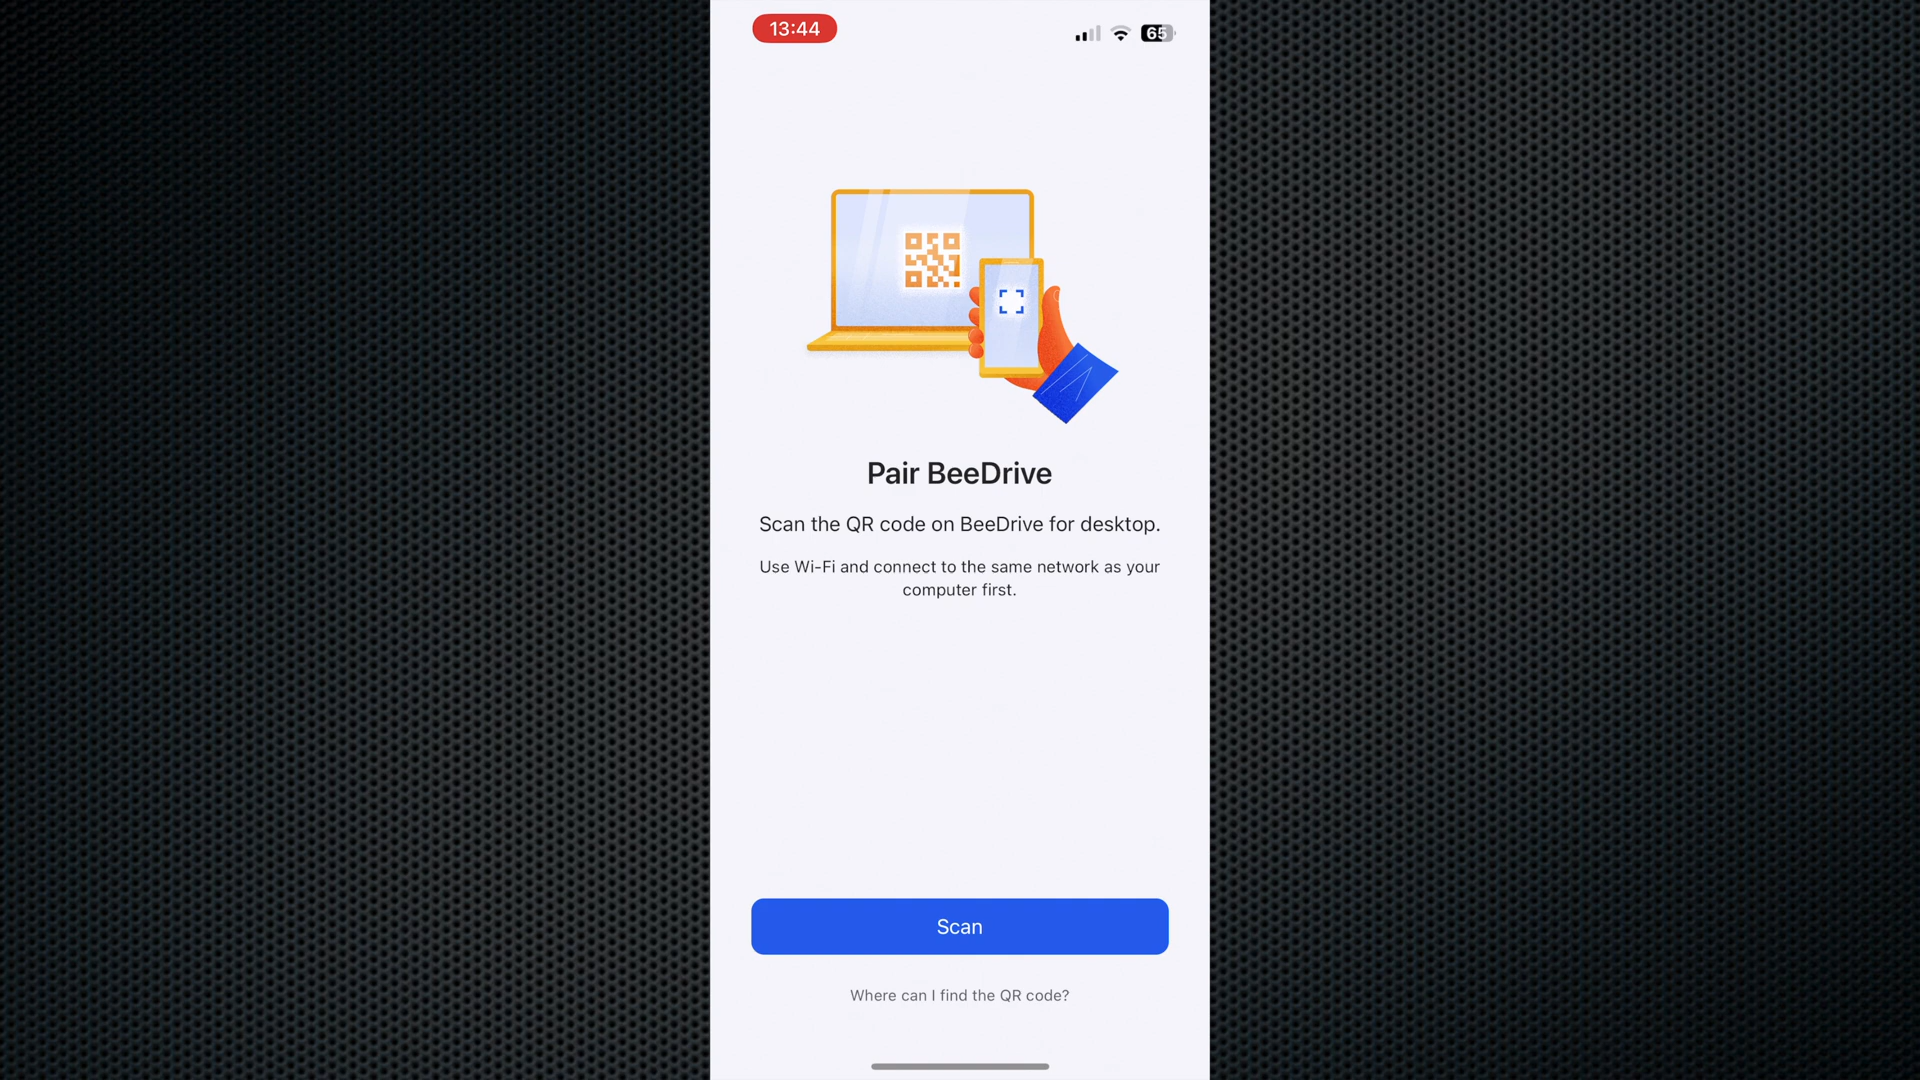 13:44
65
Pair BeeDrive
Scan the QR code on BeeDrive for desktop.
Use Wi-Fi and connect to the same network as your
computer first.
Scan
Where can I find the QR code?